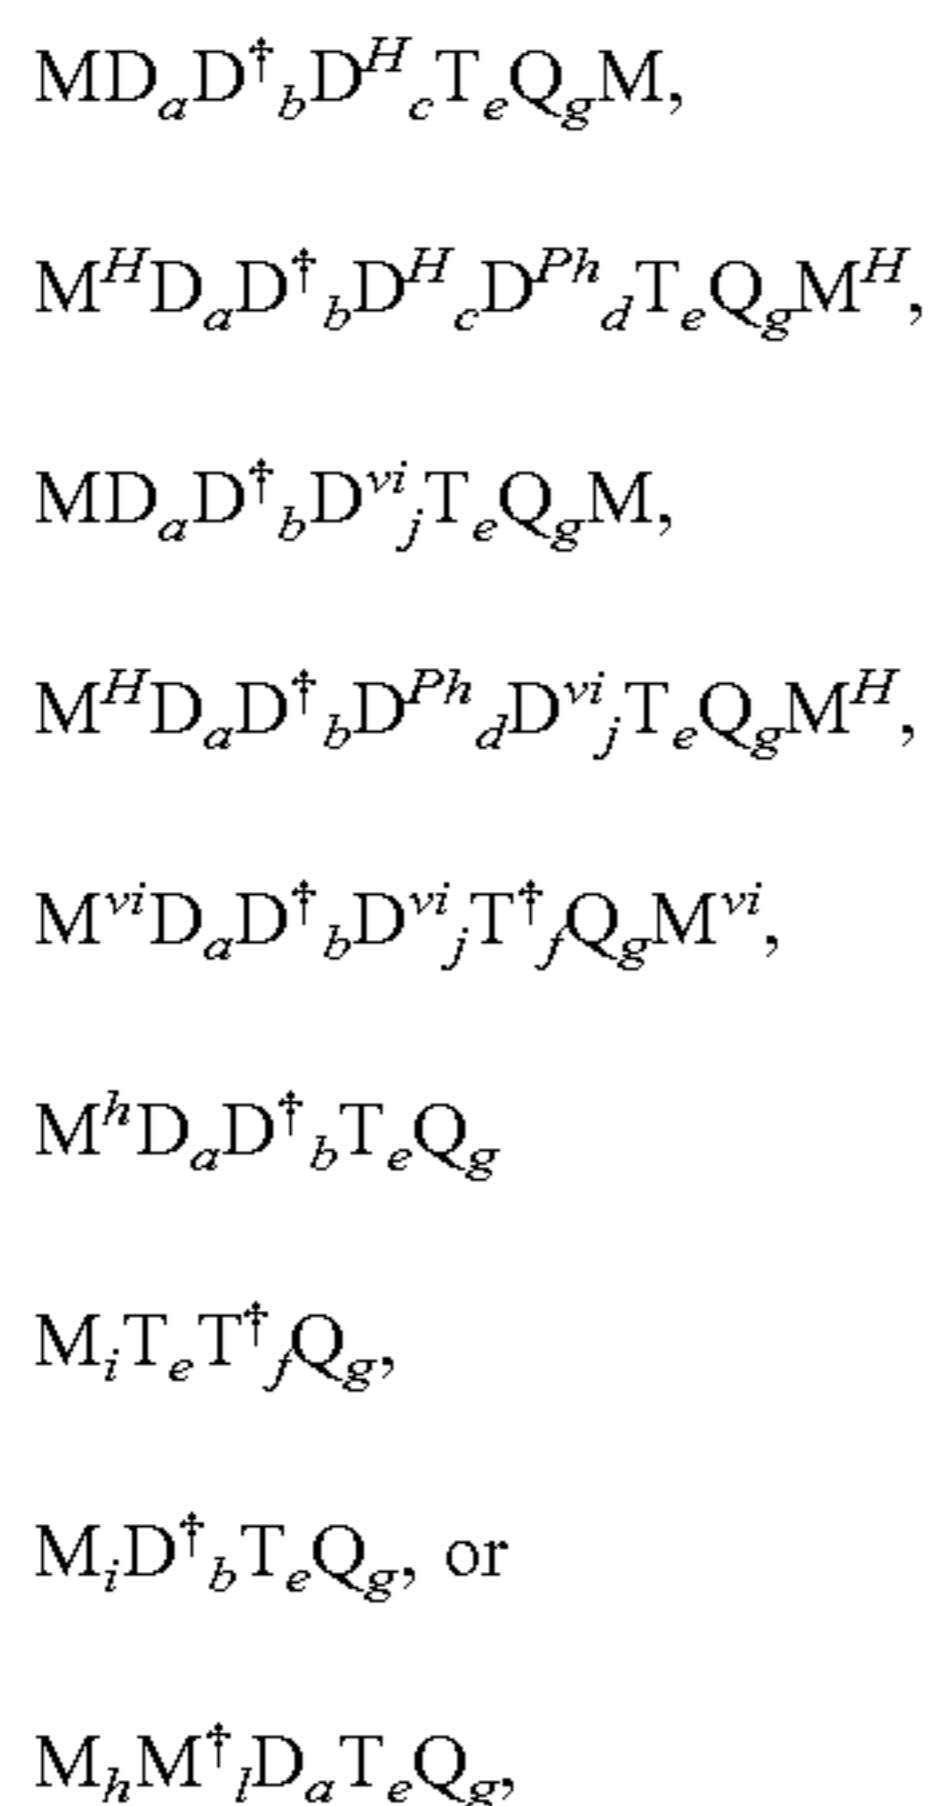 MDₐD†_bD^H_cT_eQ_gM,
M^HD_aD†_bD^H_cD^Ph_dT_eQ_gM^H,
MD_aD†_bD^vi_jT_eQ_gM,
M^HD_aD†_bD^Ph_dD^vi_jT_eQ_gM^H,
M^viD_aD†_bD^vi_jT†_fQ_gM^vi,
M^hD_aD†_bT_eQ_g
M_iT_eT†_fQ_g,
M_iD†_bT_eQ_g, or
M_hM†_lD_aT_eQ_g,